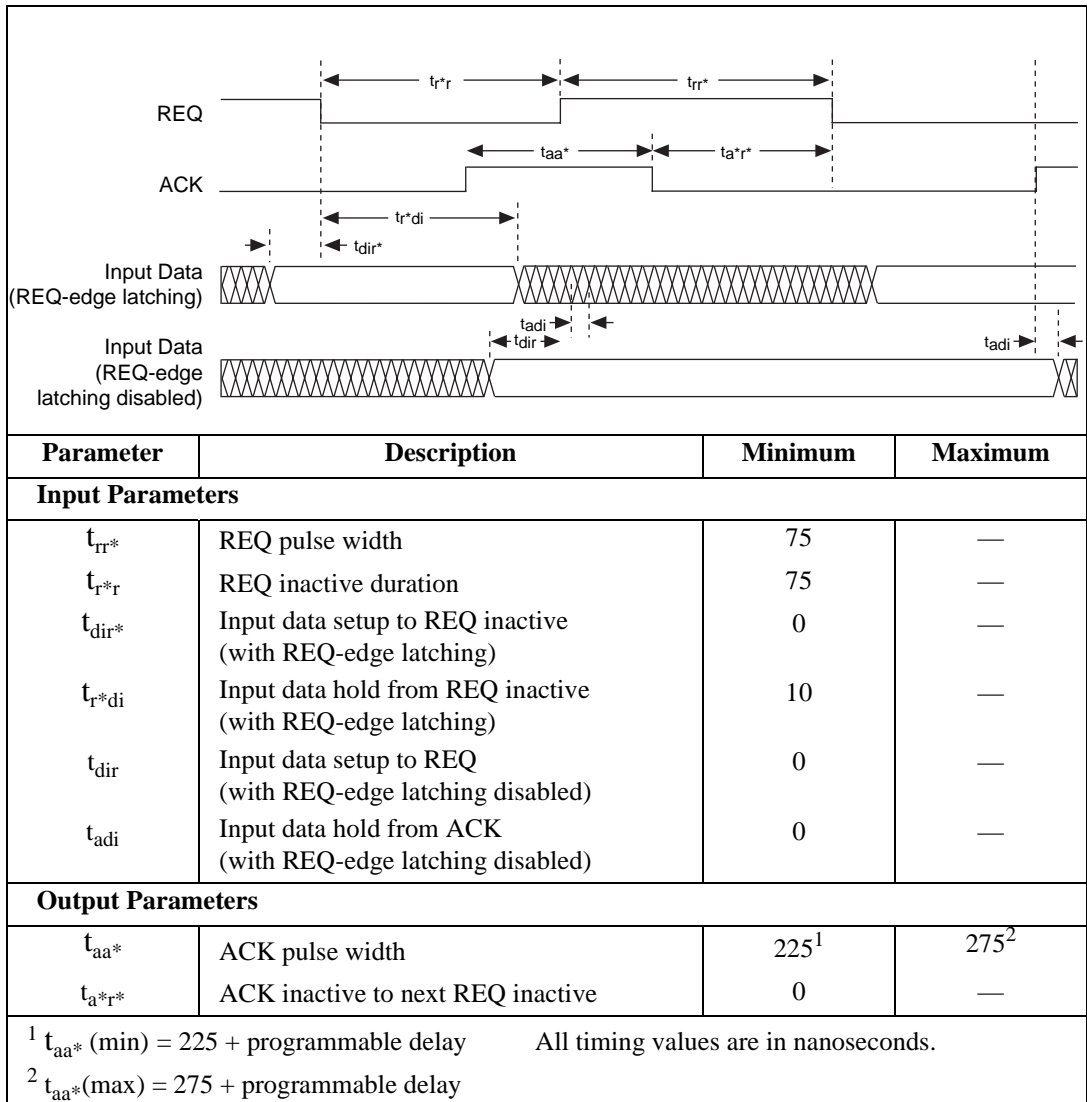 tr*r trr*
REQ
taa* ta*r*
ACK
tr*di
tdir*
Input Data
(REQ-edge latching)
tadi
tdir tadi
Input Data
(REQ-edge
latching disabled)
Parameter Description Minimum Maximum
Input Parameters
trr* REQ pulse width 75 —
tr*r REQ inactive duration 75 —
tdir* Input data setup to REQ inactive 0 —
(with REQ-edge latching)
tr*di Input data hold from REQ inactive 10 —
(with REQ-edge latching)
tdir Input data setup to REQ 0 —
(with REQ-edge latching disabled)
tadi Input data hold from ACK 0 —
(with REQ-edge latching disabled)
Output Parameters
taa* ACK pulse width 225¹ 275²
ta*r* ACK inactive to next REQ inactive 0 —
¹ taa* (min) = 225 + programmable delay All timing values are in nanoseconds.
² taa*(max) = 275 + programmable delay